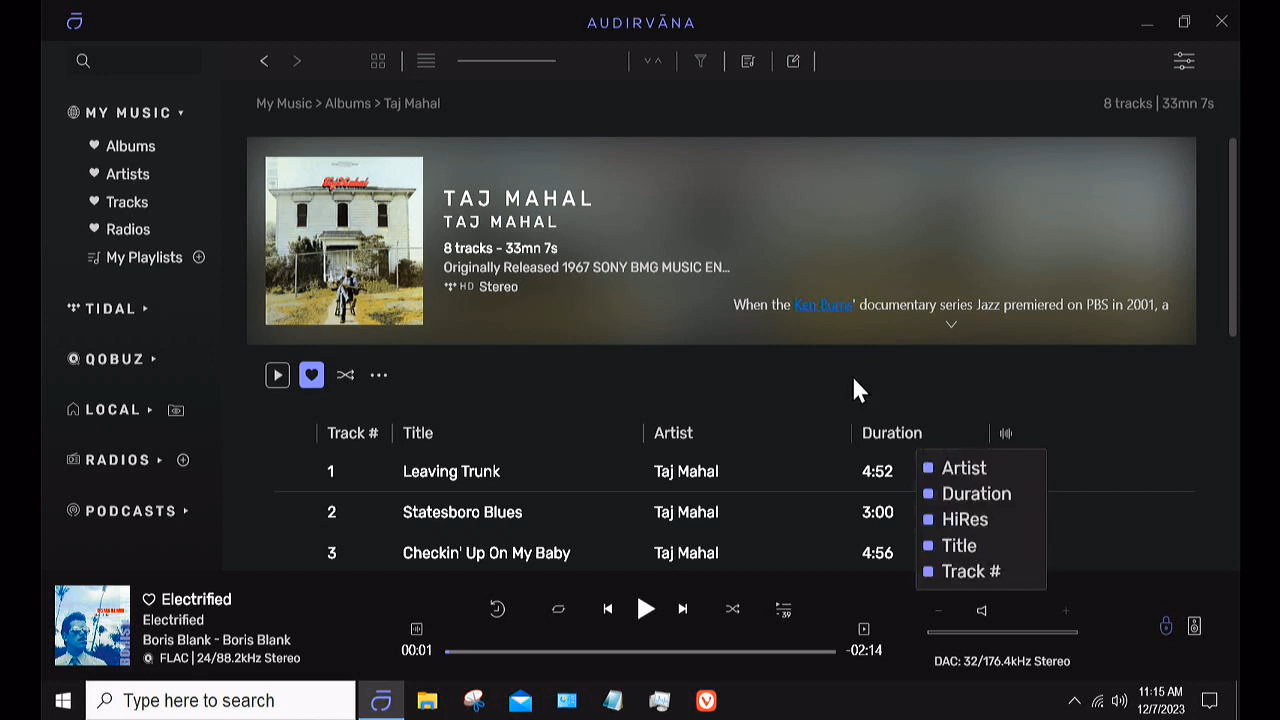 AUDIRVĀNA
My Music > Albums > Taj Mahal
8 tracks | 33mn 7s
MY MUSIC
Albums
Artists
Tracks
Radios
My Playlists
TIDAL
QOBUZ
LOCAL
RADIOS
PODCASTS
TAJ MAHAL
TAJ MAHAL
8 tracks - 33mn 7s
Originally Released 1967 SONY BMG MUSIC EN...
HD Stereo
When the Ken Burns' documentary series Jazz premiered on PBS in 2001, a
Track # Title Artist Duration
1 Leaving Trunk Taj Mahal 4:52
2 Statesboro Blues Taj Mahal 3:00
3 Checkin' Up On My Baby Taj Mahal 4:56
Artist
Duration
HiRes
Title
Track #
Electrified
Electrified
Boris Blank - Boris Blank
FLAC | 24/88.2kHz Stereo
39
00:01
-02:14
DAC: 32/176.4kHz Stereo
Type here to search
11:15 AM
12/7/2023